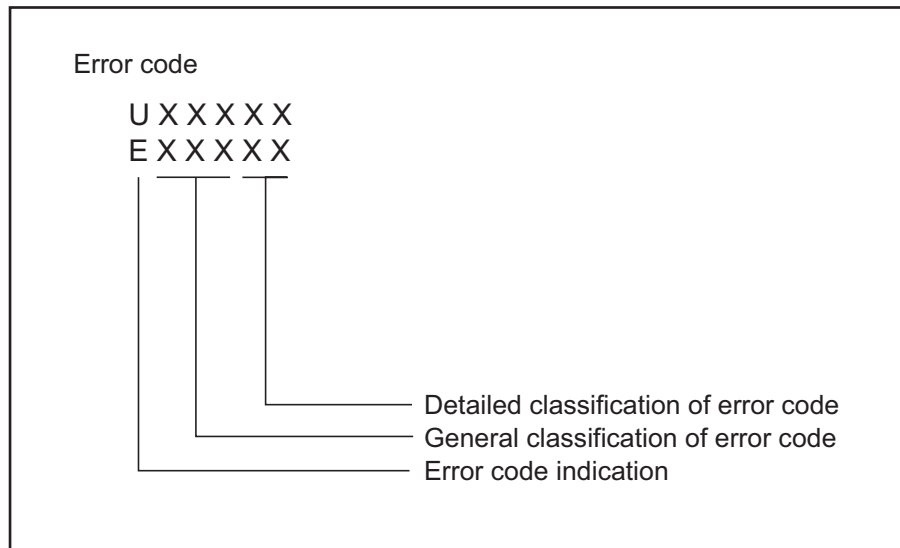 Error code
U X X X X X
E X X X X X
Detailed classification of error code
General classification of error code
Error code indication